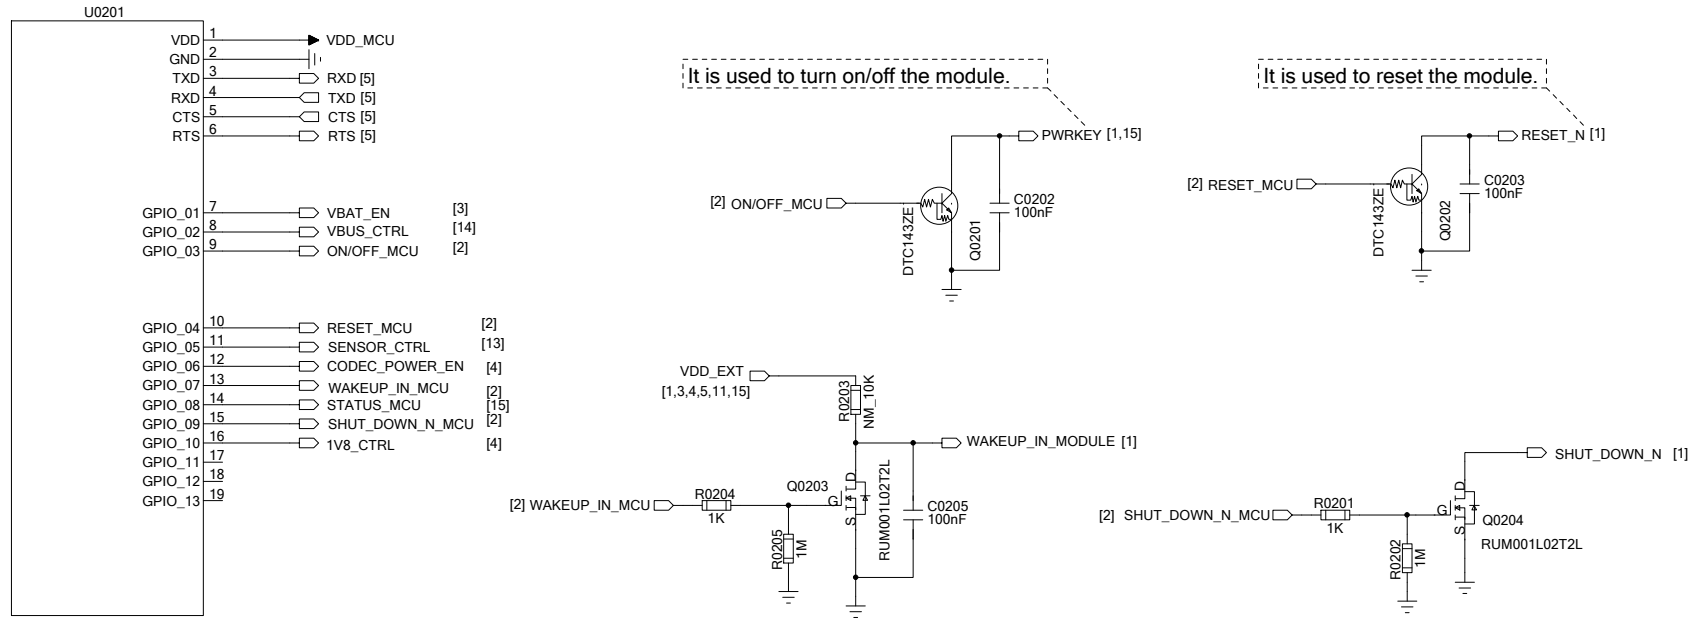 U0201
VDD 1 VDD_MCU
GND 2
TXD 3 RXD [5]
RXD 4 TXD [5]
CTS 5 CTS [5]
RTS 6 RTS [5]
GPIO_01 7 VBAT_EN [3]
GPIO_02 8 VBUS_CTRL [14]
GPIO_03 9 ON/OFF_MCU [2]
GPIO_04 10 RESET_MCU [2]
GPIO_05 11 SENSOR_CTRL [13]
GPIO_06 12 CODEC_POWER_EN [4]
GPIO_07 13 WAKEUP_IN_MCU [2]
GPIO_08 14 STATUS_MCU [15]
GPIO_09 15 SHUT_DOWN_N_MCU [2]
GPIO_10 16 1V8_CTRL [4]
GPIO_11 17
GPIO_12 18
GPIO_13 19
It is used to turn on/off the module.
PWRKEY [1,15]
[2] ON/OFF_MCU
DTC143ZE
Q0201
C0202
100nF
It is used to reset the module.
RESET_N [1]
[2] RESET_MCU
DTC143ZE
Q0202
C0203
100nF
VDD_EXT
[1,3,4,5,11,15]
R0203
NM_10K
WAKEUP_IN_MODULE [1]
[2] WAKEUP_IN_MCU
R0204
1K
Q0203
G
D
S
RUM001L02T2L
C0205
100nF
R0205
1M
SHUT_DOWN_N [1]
[2] SHUT_DOWN_N_MCU
R0201
1K
G
D
S
Q0204
RUM001L02T2L
R0202
1M